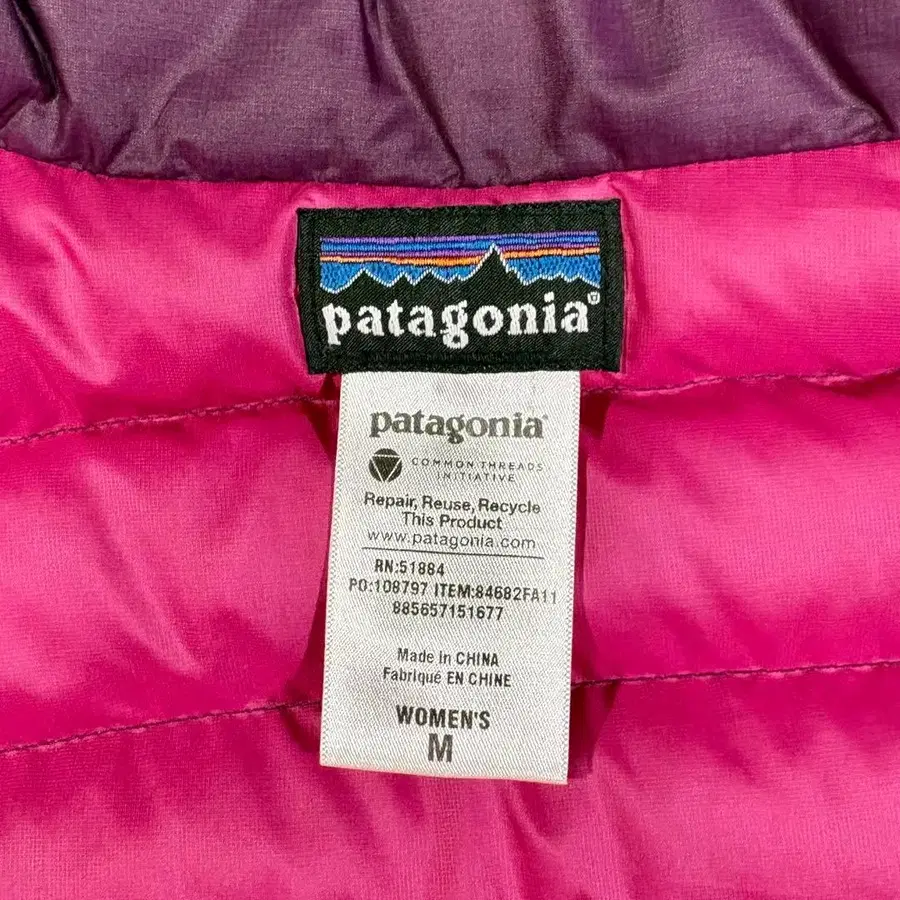 patagonia®
patagonia®
COMMON THREADS
INITIATIVE
Repair, Reuse, Recycle
This Product
www.patagonia.com
RN:51884
PO:108797 ITEM:84682FA11
885657151677
Made in CHINA
Fabriqué EN CHINE
WOMEN'S
M